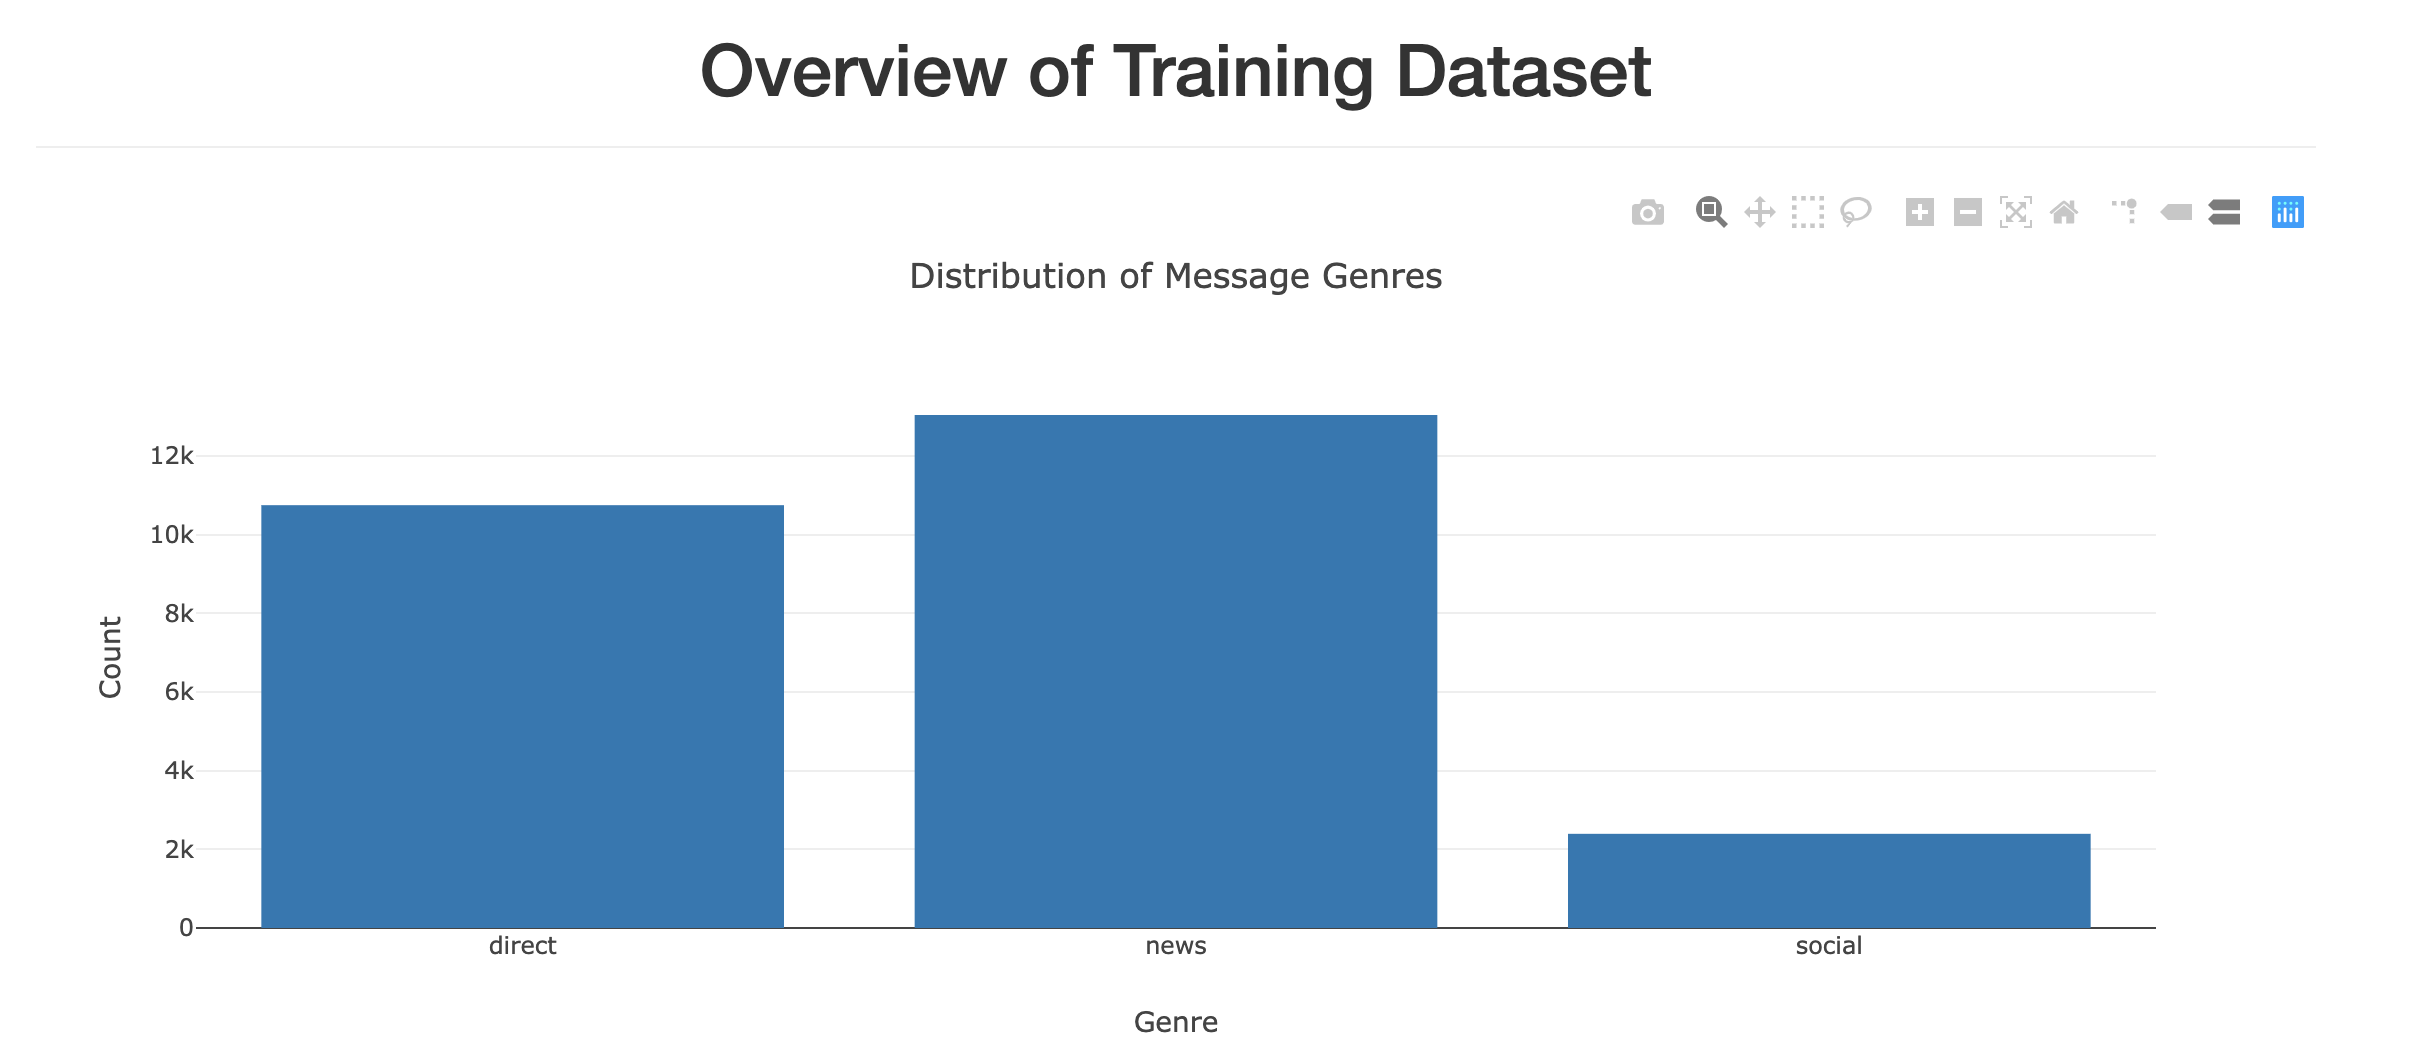 Overview of Training Dataset
Distribution of Message Genres
12k
10k
8k
6k
4k
2k
0
Count
direct news social
Genre